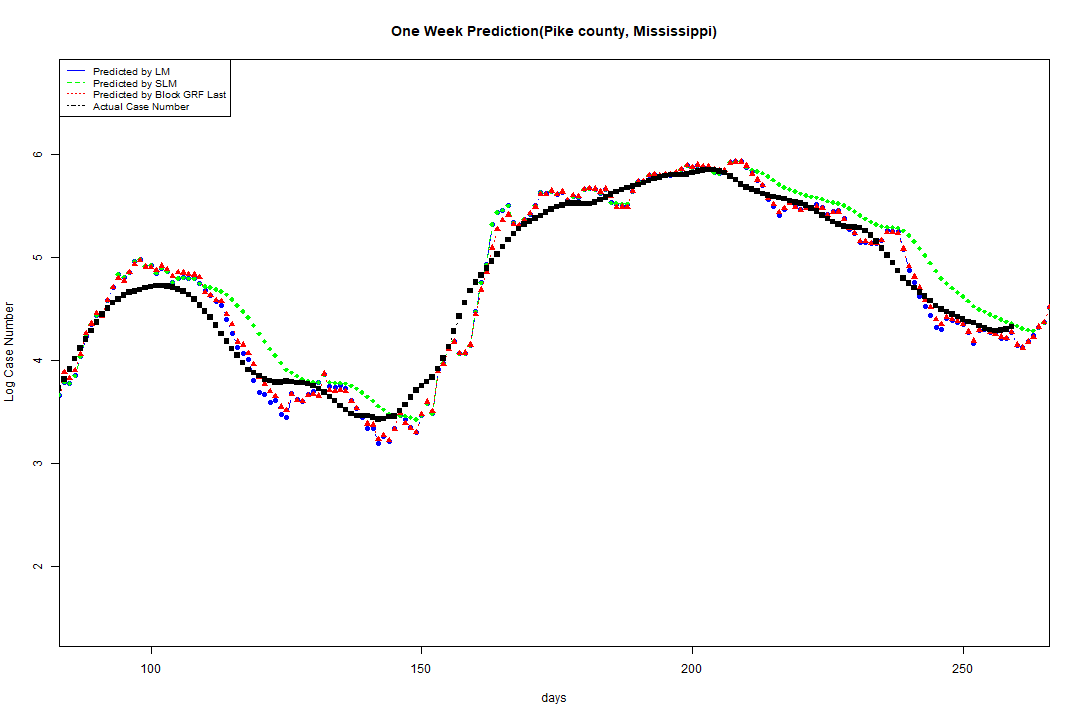 One Week Prediction(Pike county, Mississippi)
Predicted by LM
Predicted by SLM
Predicted by Block GRF Last
Actual Case Number
6
5
4
3
2
Log Case Number
100 150 200 250
days